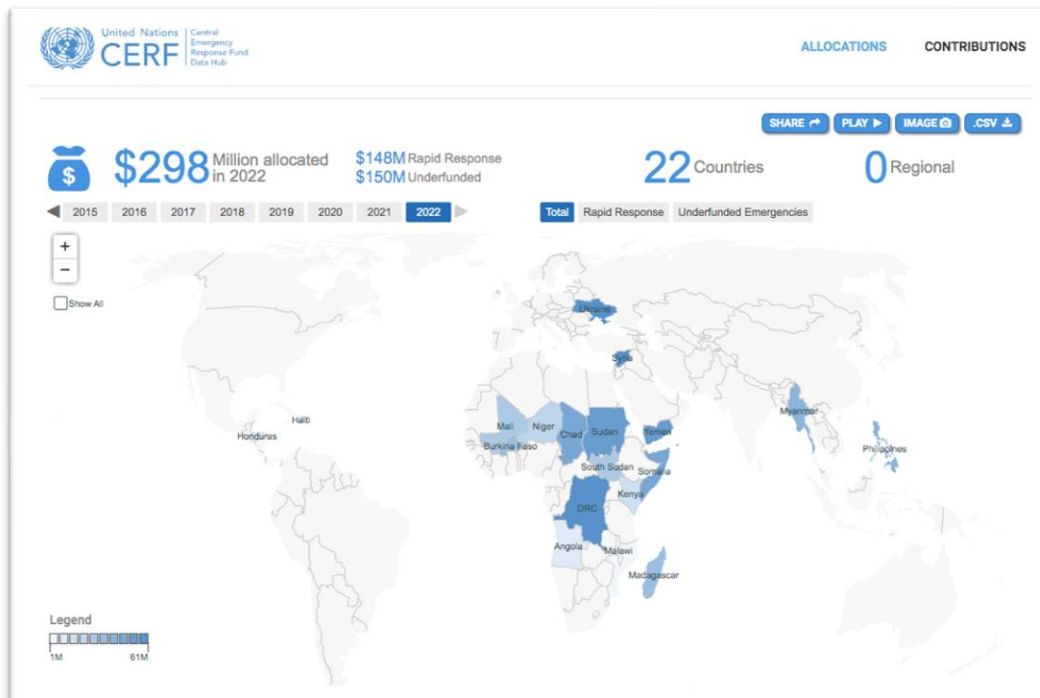 United Nations
CERF
Central
Emergency
Response Fund
Data Hub
ALLOCATIONS CONTRIBUTIONS
SHARE PLAY IMAGE .CSV
$
$298 Million allocated
in 2022
$148M Rapid Response
$150M Underfunded
22 Countries
0 Regional
2015 2016 2017 2018 2019 2020 2021 2022
Total Rapid Response Underfunded Emergencies
+
−
Show All
Ukraine
Syria
Myanmar
Haiti
Honduras
Mali Niger Chad Sudan Yemen
Burkina Faso
Philippines
South Sudan Somalia
Kenya
DRC
Angola Malawi
Madagascar
Legend
1M 61M